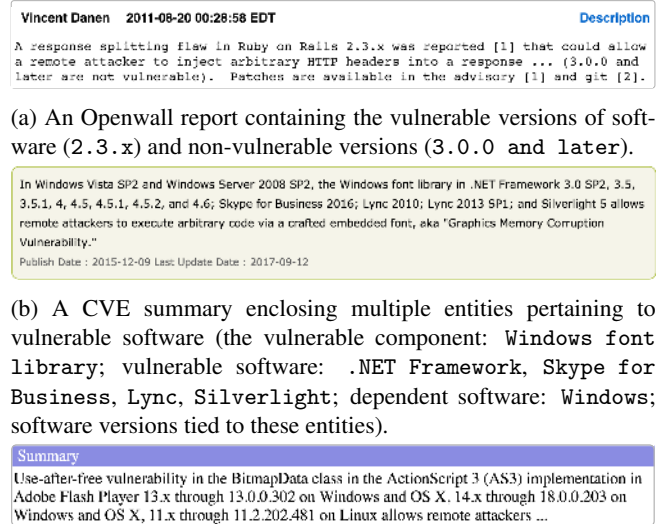 Vincent Danen 2011-08-20 00:28:58 EDT Description
A response splitting flaw in Ruby on Rails 2.3.x was reported [1] that could allow
a remote attacker to inject arbitrary HTTP headers into a response ... (3.0.0 and
later are not vulnerable). Patches are available in the advisory [1] and git [2].
(a) An Openwall report containing the vulnerable versions of soft-
ware (2.3.x) and non-vulnerable versions (3.0.0 and later).
In Windows Vista SP2 and Windows Server 2008 SP2, the Windows font library in .NET Framework 3.0 SP2, 3.5,
3.5.1, 4, 4.5, 4.5.1, 4.5.2, and 4.6; Skype for Business 2016; Lync 2010; Lync 2013 SP1; and Silverlight 5 allows
remote attackers to execute arbitrary code via a crafted embedded font, aka "Graphics Memory Corruption
Vulnerability."
Publish Date : 2015-12-09 Last Update Date : 2017-09-12
(b) A CVE summary enclosing multiple entities pertaining to
vulnerable software (the vulnerable component: Windows font
library; vulnerable software: .NET Framework, Skype for
Business, Lync, Silverlight; dependent software: Windows;
software versions tied to these entities).
Summary
Use-after-free vulnerability in the BitmapData class in the ActionScript 3 (AS3) implementation in
Adobe Flash Player 13.x through 13.0.0.302 on Windows and OS X. 14.x through 18.0.0.203 on
Windows and OS X, 11.x through 11.2.202.481 on Linux allows remote attackers ...